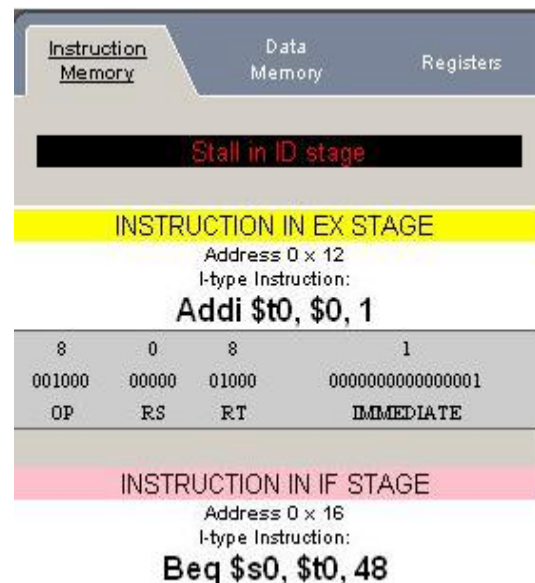 Instruction Memory
Data Memory
Registers
Stall in ID stage
INSTRUCTION IN EX STAGE
Address 0 x 12
I-type Instruction:
Addi $t0, $0, 1
8 0 8 1
001000 00000 01000 0000000000000001
OP RS RT IMMEDIATE
INSTRUCTION IN IF STAGE
Address 0 x 16
I-type Instruction:
Beq $s0, $t0, 48